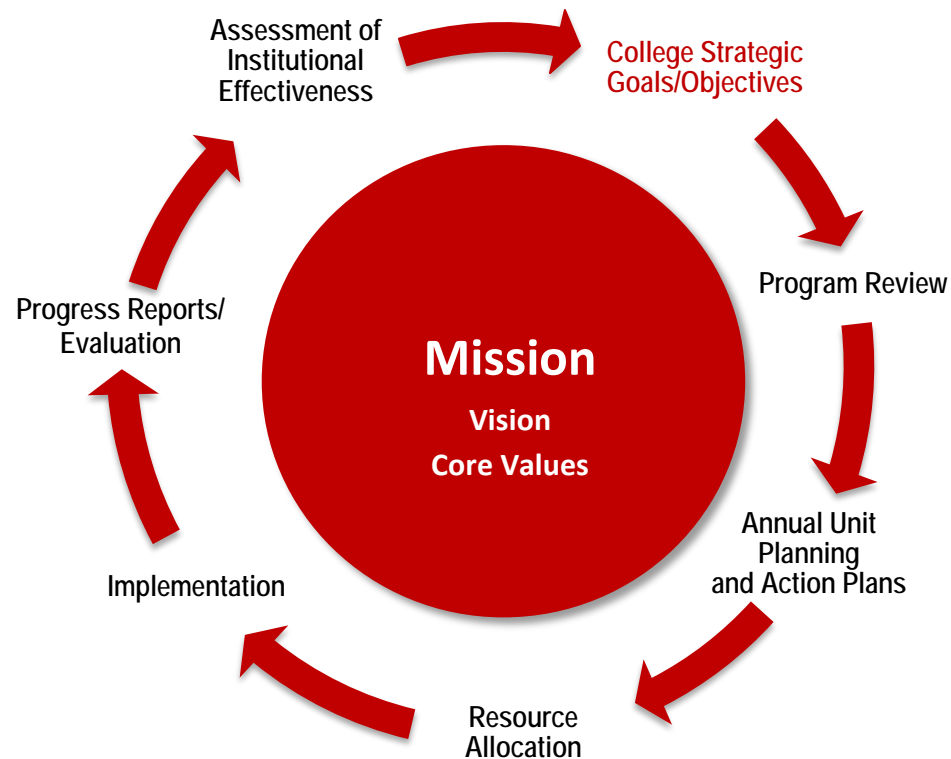 Assessment of
Institutional
Effectiveness
College Strategic
Goals/Objectives
Program Review
Annual Unit
Planning
and Action Plans
Resource
Allocation
Implementation
Progress Reports/
Evaluation
Mission
Vision
Core Values